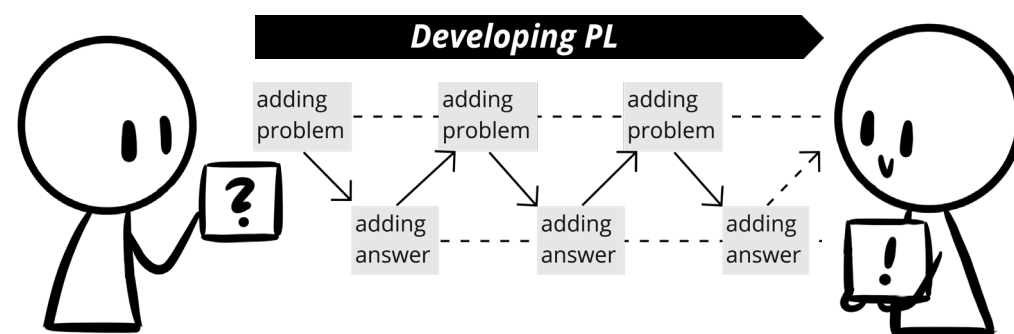 Developing PL
adding
problem
adding
problem
adding
problem
adding
answer
adding
answer
adding
answer
?
!